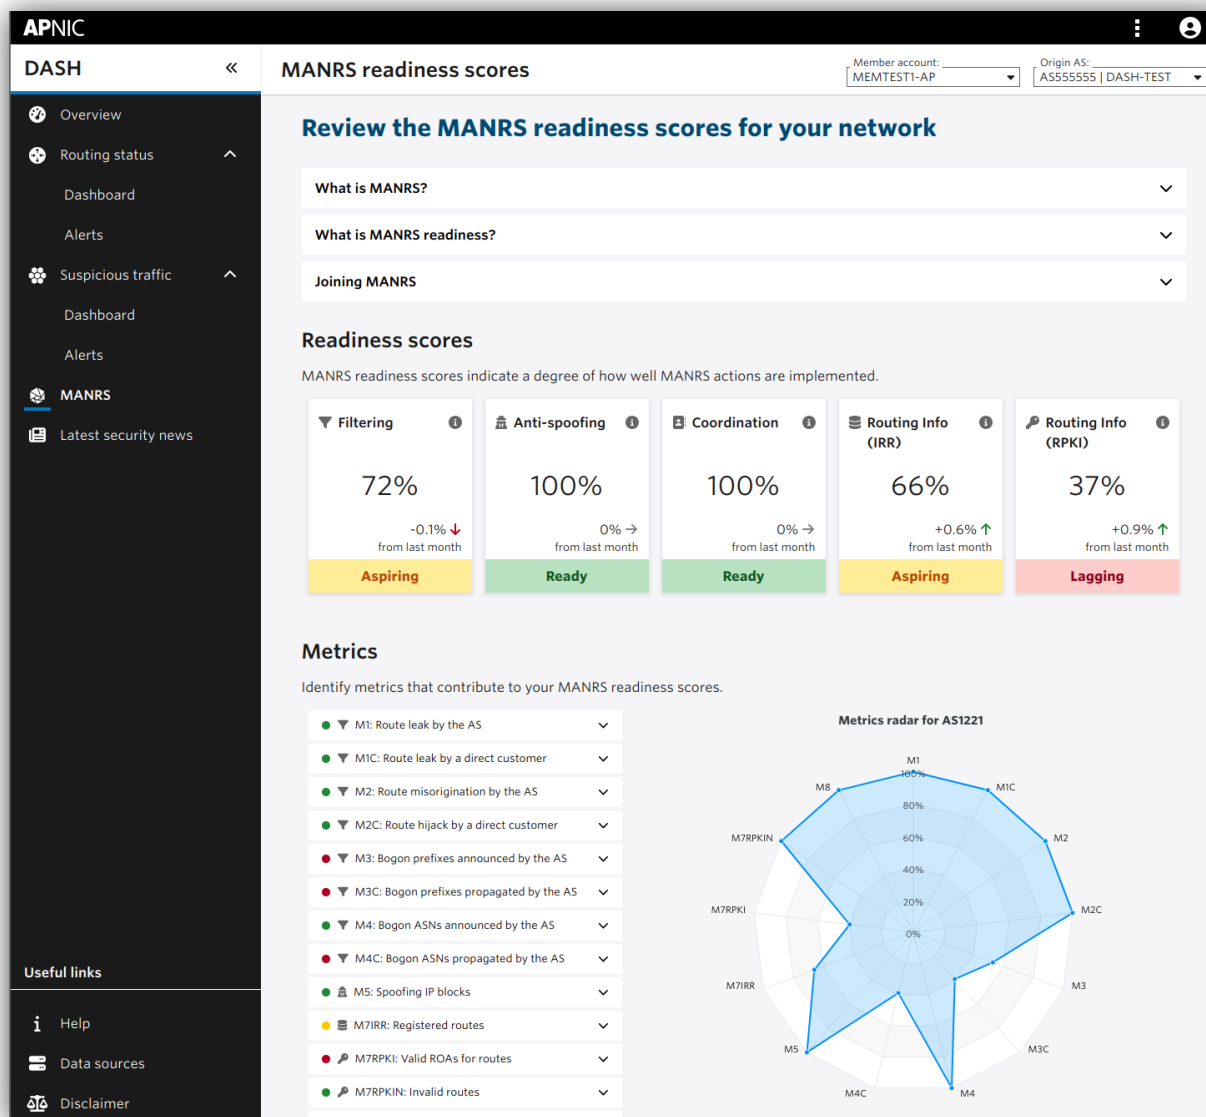 APNIC
DASH
MANRS readiness scores
Member account:
MEMTEST1-AP
Origin AS:
AS555555 | DASH-TEST
Overview
Routing status
Dashboard
Alerts
Suspicious traffic
Dashboard
Alerts
MANRS
Latest security news
Useful links
Help
Data sources
Disclaimer
Review the MANRS readiness scores for your network
What is MANRS?
What is MANRS readiness?
Joining MANRS
Readiness scores
MANRS readiness scores indicate a degree of how well MANRS actions are implemented.
Filtering
72%
-0.1%
from last month
Aspiring
Anti-spoofing
100%
0%
from last month
Ready
Coordination
100%
0%
from last month
Ready
Routing Info
(IRR)
66%
+0.6%
from last month
Aspiring
Routing Info
(RPKI)
37%
+0.9%
from last month
Lagging
Metrics
Identify metrics that contribute to your MANRS readiness scores.
M1: Route leak by the AS
M1C: Route leak by a direct customer
M2: Route misorigination by the AS
M2C: Route hijack by a direct customer
M3: Bogon prefixes announced by the AS
M3C: Bogon prefixes propagated by the AS
M4: Bogon ASNs announced by the AS
M4C: Bogon ASNs propagated by the AS
M5: Spoofing IP blocks
M7IRR: Registered routes
M7RPKI: Valid ROAs for routes
M7RPKIN: Invalid routes
Metrics radar for AS1221
M1
M1C
M2
M2C
M3
M3C
M4
M4C
M5
M7IRR
M7RPKI
M7RPKIN
M8
100%
80%
60%
40%
20%
0%